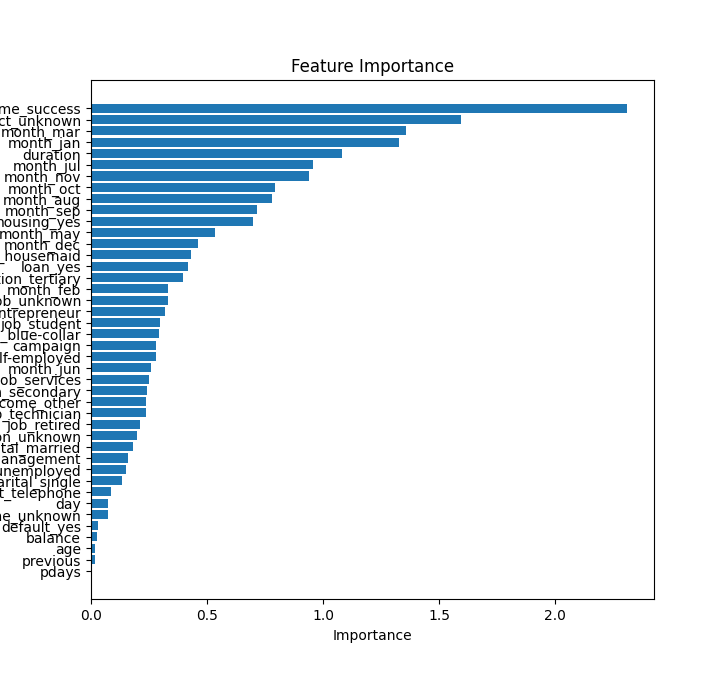 Feature Importance
me_success
ct_unknown
month_mar
month_jan
duration
month_jul
month_nov
month_oct
month_aug
month_sep
housing_yes
month_may
month_dec
_housemaid
loan_yes
tion_tertiary
month_feb
ob_unknown
ntrepreneur
job_student
_blue-collar
campaign
lf-employed
month_jun
ob_services
_secondary
come_other
_technician
job_retired
on_unknown
tal_married
anagement
unemployed
arital_single
t_telephone
day
ne_unknown
default_yes
balance
age
previous
pdays
0.0 0.5 1.0 1.5 2.0
Importance